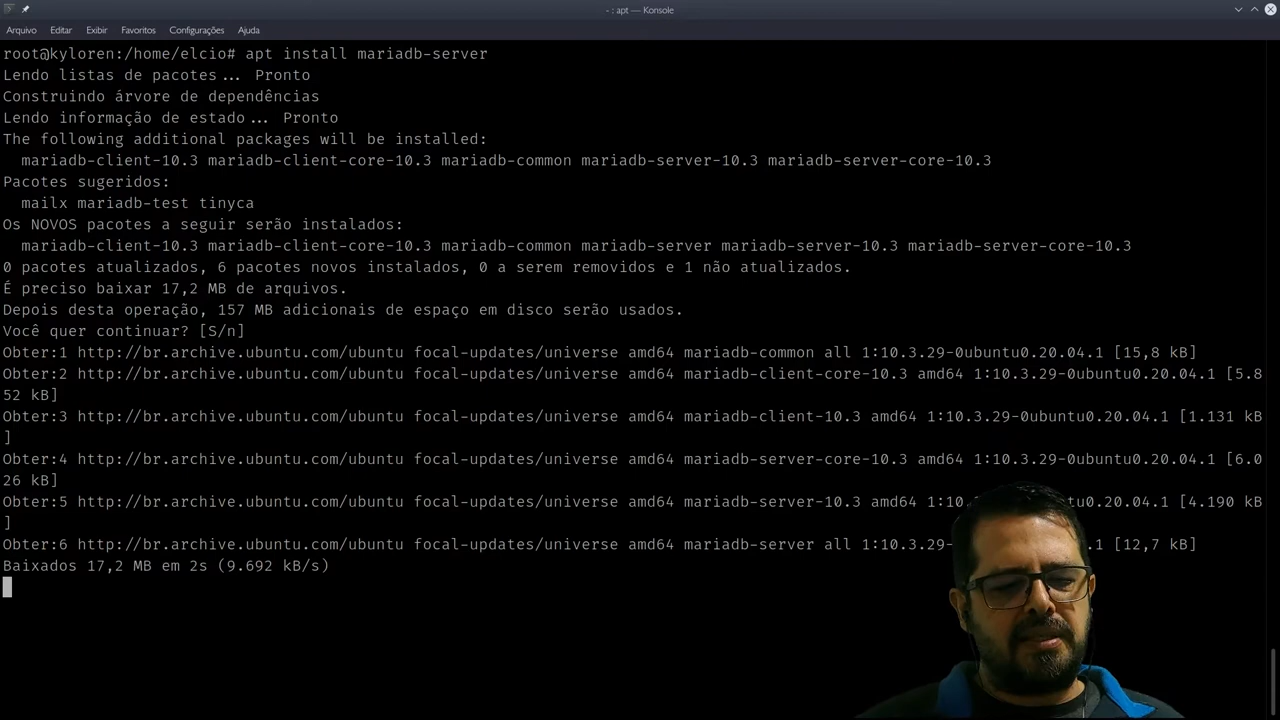 - : apt — Konsole
Arquivo Editar Exibir Favoritos Configurações Ajuda
root@kyloren:/home/elcio# apt install mariadb-server
Lendo listas de pacotes... Pronto
Construindo árvore de dependências
Lendo informação de estado... Pronto
The following additional packages will be installed:
mariadb-client-10.3 mariadb-client-core-10.3 mariadb-common mariadb-server-10.3 mariadb-server-core-10.3
Pacotes sugeridos:
mailx mariadb-test tinyca
Os NOVOS pacotes a seguir serão instalados:
mariadb-client-10.3 mariadb-client-core-10.3 mariadb-common mariadb-server mariadb-server-10.3 mariadb-server-core-10.3
0 pacotes atualizados, 6 pacotes novos instalados, 0 a serem removidos e 1 não atualizados.
É preciso baixar 17,2 MB de arquivos.
Depois desta operação, 157 MB adicionais de espaço em disco serão usados.
Você quer continuar? [S/n]
Obter:1 http://br.archive.ubuntu.com/ubuntu focal-updates/universe amd64 mariadb-common all 1:10.3.29-0ubuntu0.20.04.1 [15,8 kB]
Obter:2 http://br.archive.ubuntu.com/ubuntu focal-updates/universe amd64 mariadb-client-core-10.3 amd64 1:10.3.29-0ubuntu0.20.04.1 [5.8
52 kB]
Obter:3 http://br.archive.ubuntu.com/ubuntu focal-updates/universe amd64 mariadb-client-10.3 amd64 1:10.3.29-0ubuntu0.20.04.1 [1.131 kB
]
Obter:4 http://br.archive.ubuntu.com/ubuntu focal-updates/universe amd64 mariadb-server-core-10.3 amd64 1:10.3.29-0ubuntu0.20.04.1 [6.0
26 kB]
Obter:5 http://br.archive.ubuntu.com/ubuntu focal-updates/universe amd64 mariadb-server-10.3 amd64 [4.190 kB
]
Obter:6 http://br.archive.ubuntu.com/ubuntu focal-updates/universe amd64 mariadb-server all [12,7 kB]
Baixados 17,2 MB em 2s (9.692 kB/s)